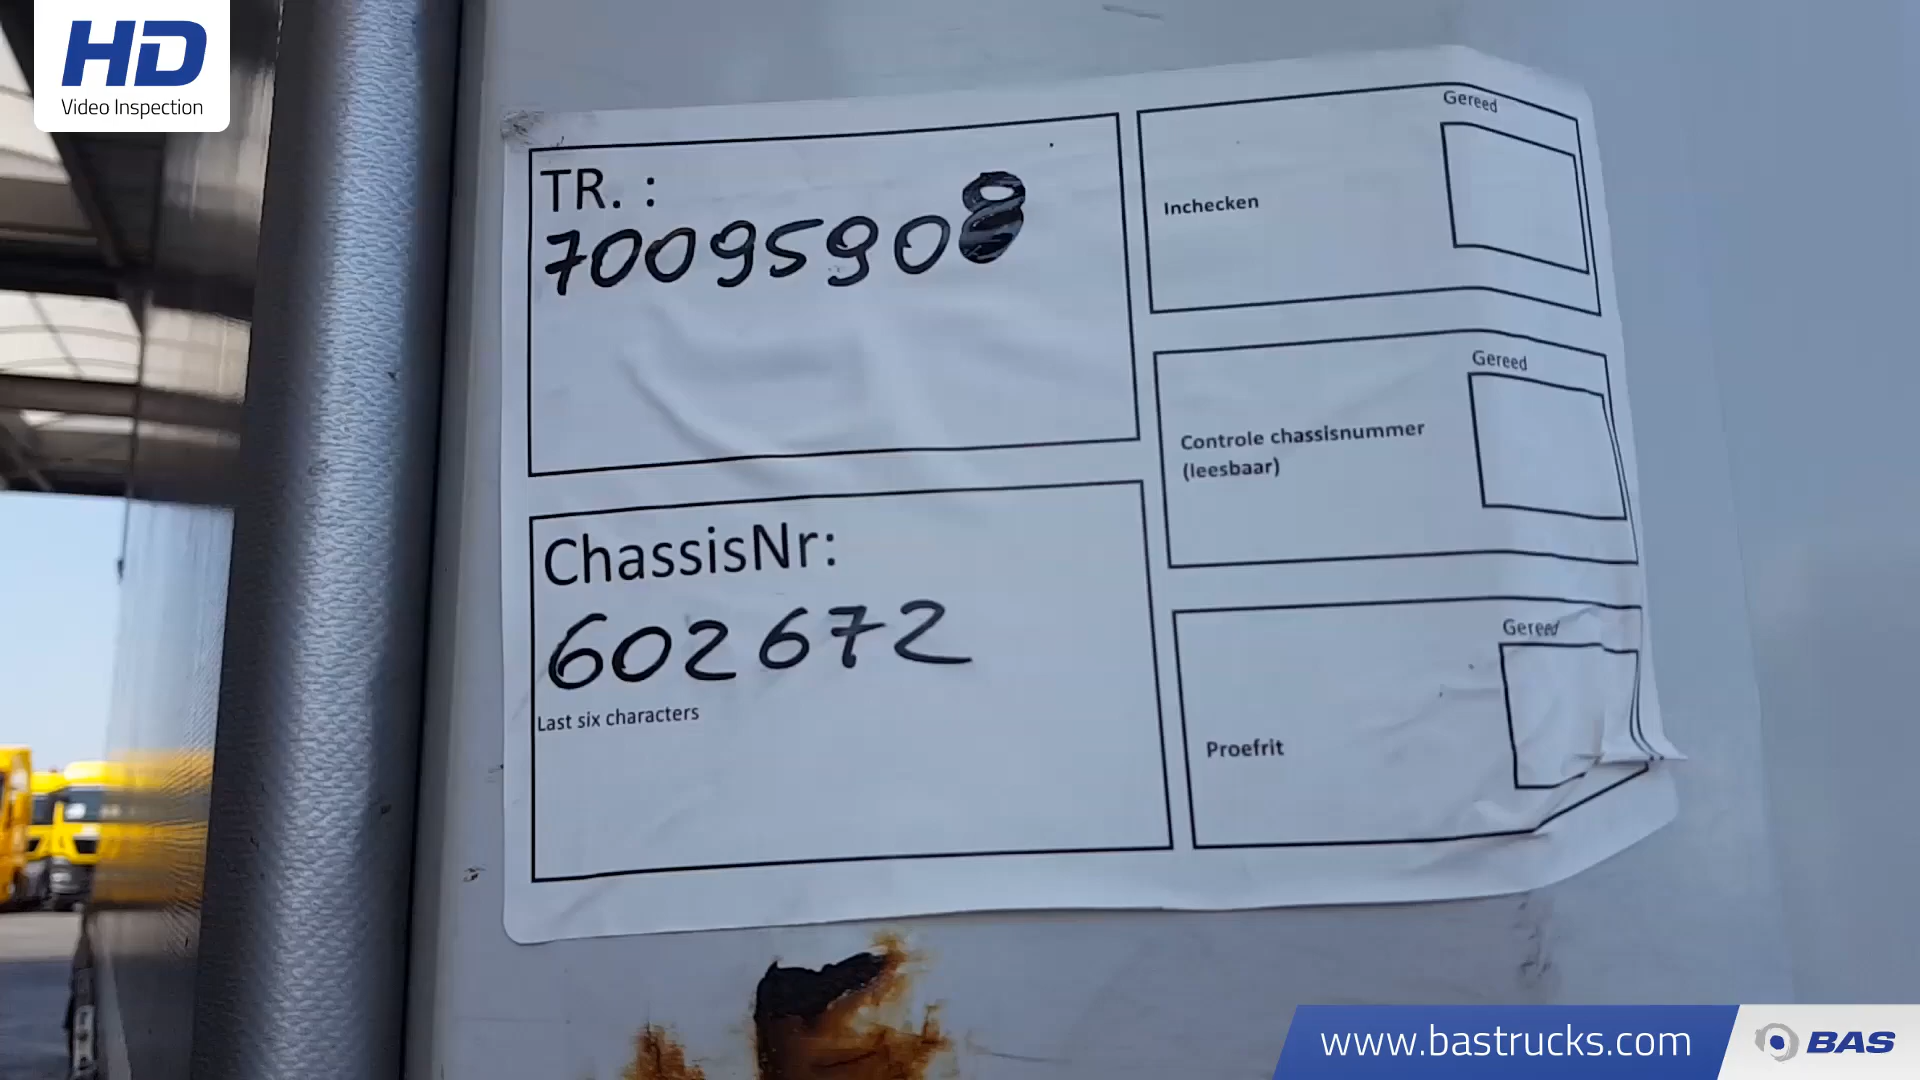 HD
Video Inspection
TR. :
70095908
ChassisNr:
602672
Last six characters
Gereed
Inchecken
Gereed
Controle chassisnummer
(leesbaar)
Gereed
Proefrit
www.bastrucks.com
BAS